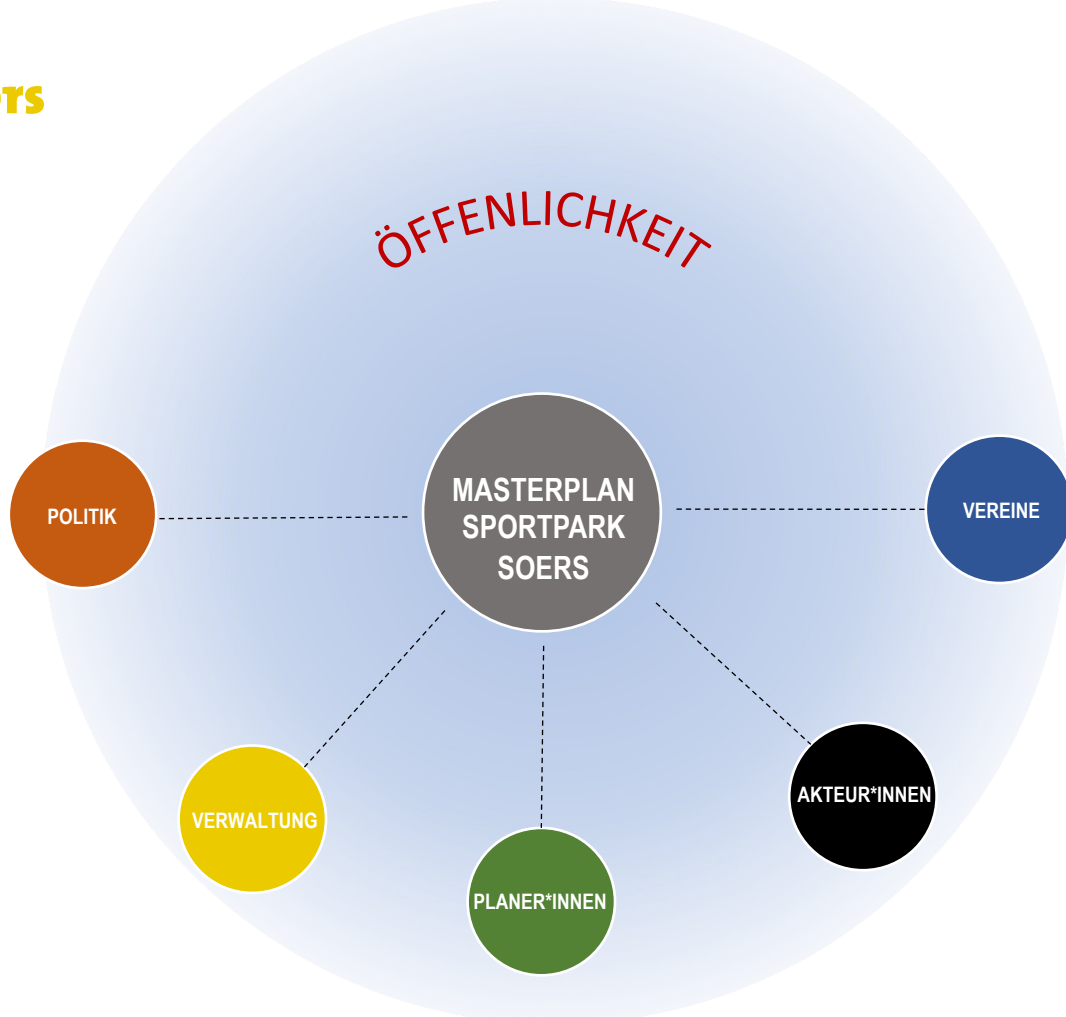 ÖFFENLICHKEIT
MASTERPLAN
SPORTPARK
SOERS
POLITIK
VEREINE
VERWALTUNG
AKTEUR*INNEN
PLANER*INNEN